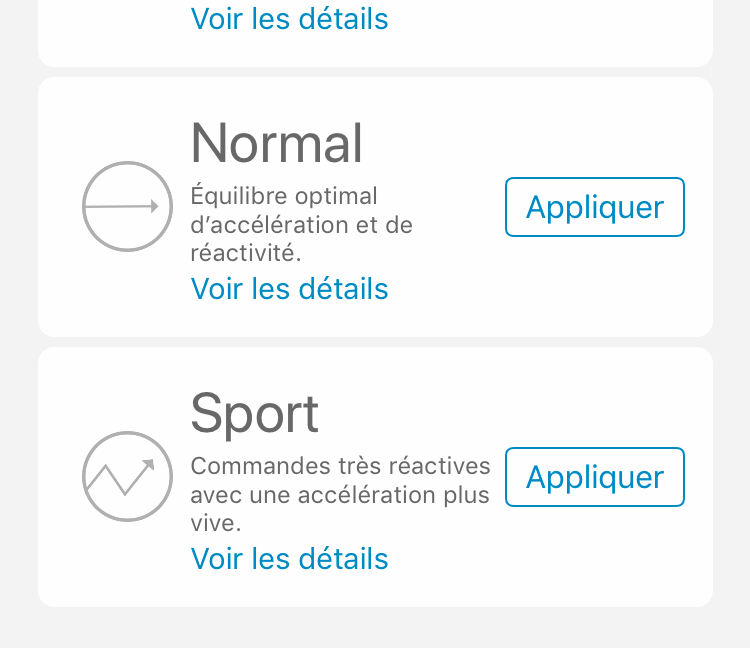 Voir les détails
Normal
Équilibre optimal
d’accélération et de
réactivité.
Voir les détails
Appliquer
Sport
Commandes très réactives
avec une accélération plus
vive.
Voir les détails
Appliquer